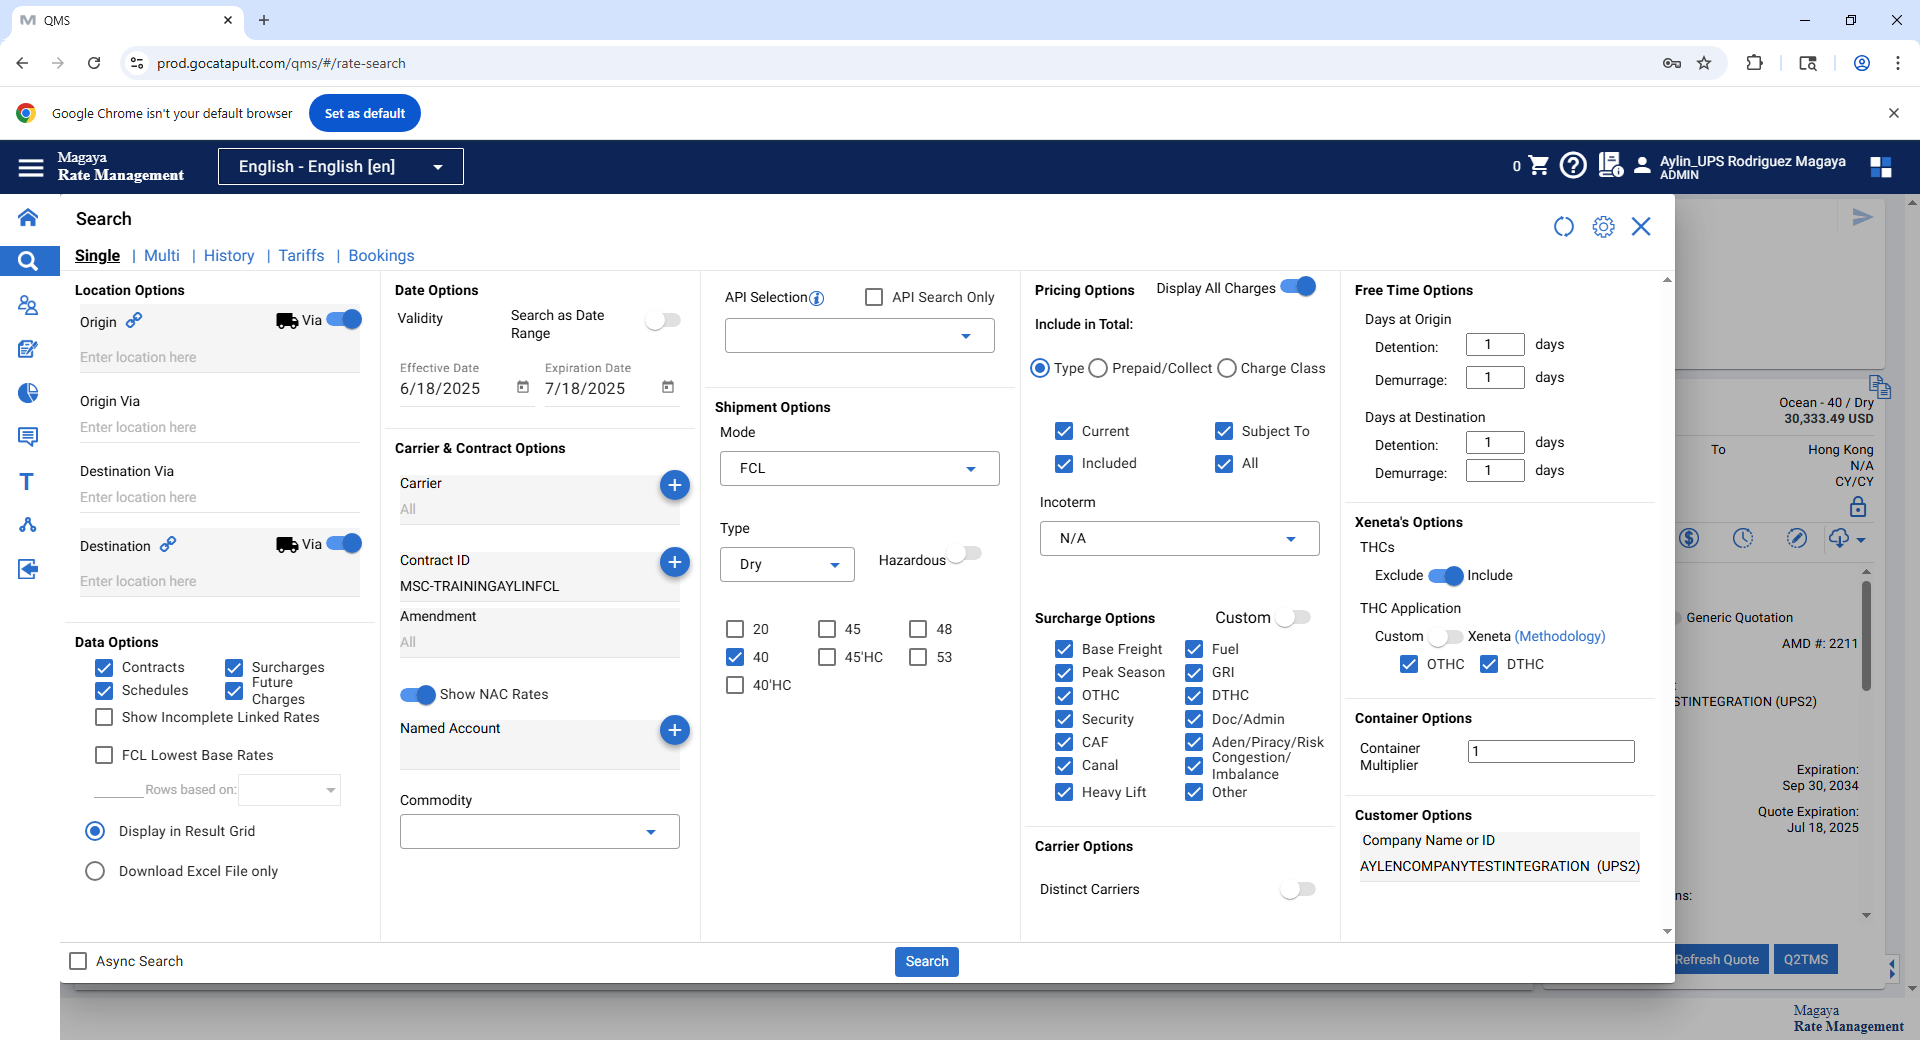 QMS
prod.gocatapult.com/qms/#/rate-search
Google Chrome isn't your default browser
Set as default
Magaya
Rate Management
English - English [en]
0
Aylin_UPS Rodriguez Magaya
ADMIN
Search
Single | Multi | History | Tariffs | Bookings
Location Options
Origin
Via
Enter location here
Origin Via
Enter location here
Destination Via
Enter location here
Destination
Via
Enter location here
Data Options
Contracts
Surcharges
Schedules
Future
Charges
Show Incomplete Linked Rates
FCL Lowest Base Rates
Rows based on:
Display in Result Grid
Download Excel File only
Date Options
Validity
Search as Date
Range
Effective Date
Expiration Date
6/18/2025
7/18/2025
Carrier & Contract Options
Carrier
All
Contract ID
MSC-TRAININGAYLINFCL
Amendment
All
Show NAC Rates
Named Account
Commodity
API Selection
API Search Only
Shipment Options
Mode
FCL
Type
Dry
Hazardous
20
45
48
40
45'HC
53
40'HC
Pricing Options
Display All Charges
Include in Total:
Type
Prepaid/Collect
Charge Class
Current
Subject To
Included
All
Incoterm
N/A
Surcharge Options
Custom
Base Freight
Fuel
Peak Season
GRI
OTHC
DTHC
Security
Doc/Admin
CAF
Aden/Piracy/Risk
Canal
Congestion/
Imbalance
Heavy Lift
Other
Carrier Options
Distinct Carriers
Free Time Options
Days at Origin
Detention:
1
days
Demurrage:
1
days
Days at Destination
Detention:
1
days
Demurrage:
1
days
Xeneta's Options
THCs
Exclude
Include
THC Application
Custom
Xeneta (Methodology)
OTHC
DTHC
Container Options
Container
Multiplier
1
Customer Options
Company Name or ID
AYLENCOMPANYTESTINTEGRATION (UPS2)
Async Search
Search
Ocean - 40 / Dry
30,333.49 USD
To
Hong Kong
N/A
CY/CY
Generic Quotation
AMD #: 2211
STINTEGRATION (UPS2)
Expiration:
Sep 30, 2034
Quote Expiration:
Jul 18, 2025
ns:
Refresh Quote
Q2TMS
Magaya
Rate Management